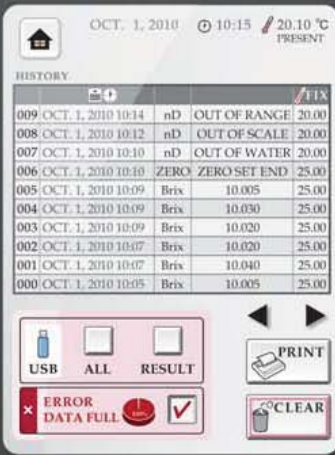 OCT. 1, 2010 10:15 20.10 °C
PRESENT
HISTORY
FIX
009 OCT. 1, 2010 10:14 nD OUT OF RANGE 20.00
008 OCT. 1, 2010 10:12 nD OUT OF SCALE 20.00
007 OCT. 1, 2010 10:10 nD OUT OF WATER 20.00
006 OCT. 1, 2010 10:10 ZERO ZERO SET END 25.00
005 OCT. 1, 2010 10:09 Brix 10.005 25.00
004 OCT. 1, 2010 10:09 Brix 10.030 25.00
003 OCT. 1, 2010 10:09 Brix 10.020 25.00
002 OCT. 1, 2010 10:07 Brix 10.020 25.00
001 OCT. 1, 2010 10:07 Brix 10.040 25.00
000 OCT. 1, 2010 10:05 Brix 10.005 25.00
USB ALL RESULT
PRINT
ERROR
DATA FULL
CLEAR